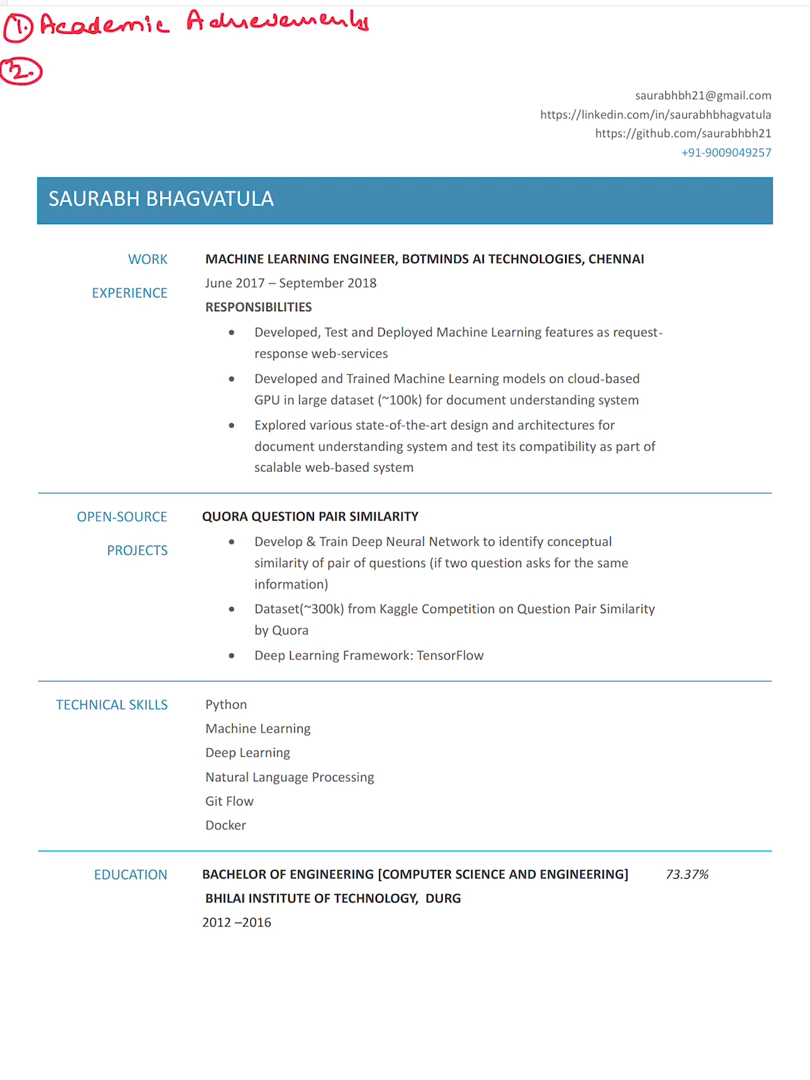 1. Academic Achievements
2.
saurabhbh21@gmail.com
https://linkedin.com/in/saurabhbhagvatula
https://github.com/saurabhbh21
+91-9009049257
SAURABH BHAGVATULA
WORK
EXPERIENCE
MACHINE LEARNING ENGINEER, BOTMINDS AI TECHNOLOGIES, CHENNAI
June 2017 – September 2018
RESPONSIBILITIES
• Developed, Test and Deployed Machine Learning features as request-
response web-services
• Developed and Trained Machine Learning models on cloud-based
GPU in large dataset (~100k) for document understanding system
• Explored various state-of-the-art design and architectures for
document understanding system and test its compatibility as part of
scalable web-based system
OPEN-SOURCE
PROJECTS
QUORA QUESTION PAIR SIMILARITY
• Develop & Train Deep Neural Network to identify conceptual
similarity of pair of questions (if two question asks for the same
information)
• Dataset(~300k) from Kaggle Competition on Question Pair Similarity
by Quora
• Deep Learning Framework: TensorFlow
TECHNICAL SKILLS
Python
Machine Learning
Deep Learning
Natural Language Processing
Git Flow
Docker
EDUCATION
BACHELOR OF ENGINEERING [COMPUTER SCIENCE AND ENGINEERING] 73.37%
BHILAI INSTITUTE OF TECHNOLOGY, DURG
2012 –2016